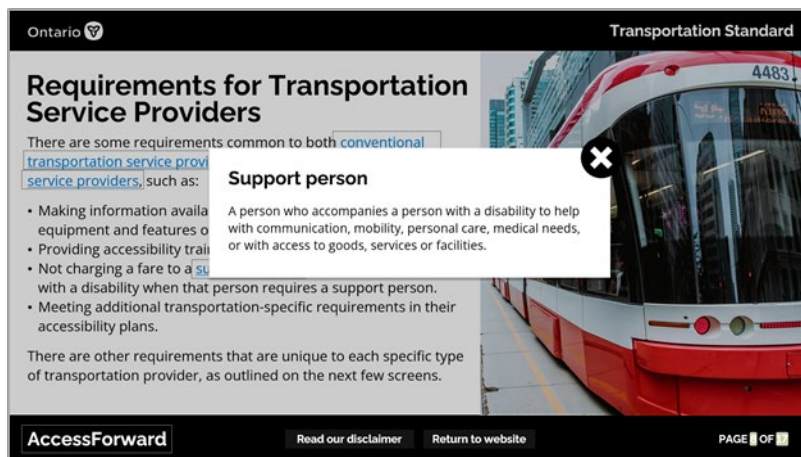 Ontario
Transportation Standard
Requirements for Transportation
Service Providers
4483
There are some requirements common to both conventional
transportation service provi
service providers, such as:
Support person
A person who accompanies a person with a disability to help
with communication, mobility, personal care, medical needs,
or with access to goods, services or facilities.
• Making information availa
equipment and features o
• Providing accessibility trai
• Not charging a fare to a su
with a disability when that person requires a support person.
• Meeting additional transportation-specific requirements in their
accessibility plans.
There are other requirements that are unique to each specific type
of transportation provider, as outlined on the next few screens.
AccessForward
Read our disclaimer
Return to website
PAGE 8 OF 17